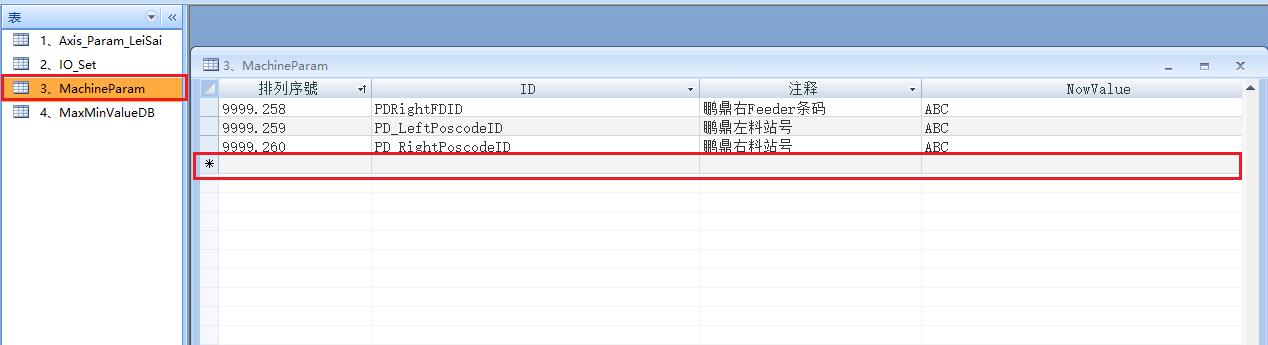 表
1、Axis_Param_LeiSai
2、IO_Set
3、MachineParam
4、MaxMinValueDB
3、MachineParam
排列序號 ID 注释 NowValue
9999.258 PDRightFDID 鹏鼎右Feeder条码 ABC
9999.259 PD_LeftPoscodeID 鹏鼎左料站号 ABC
9999.260 PD_RightPoscodeID 鹏鼎右料站号 ABC